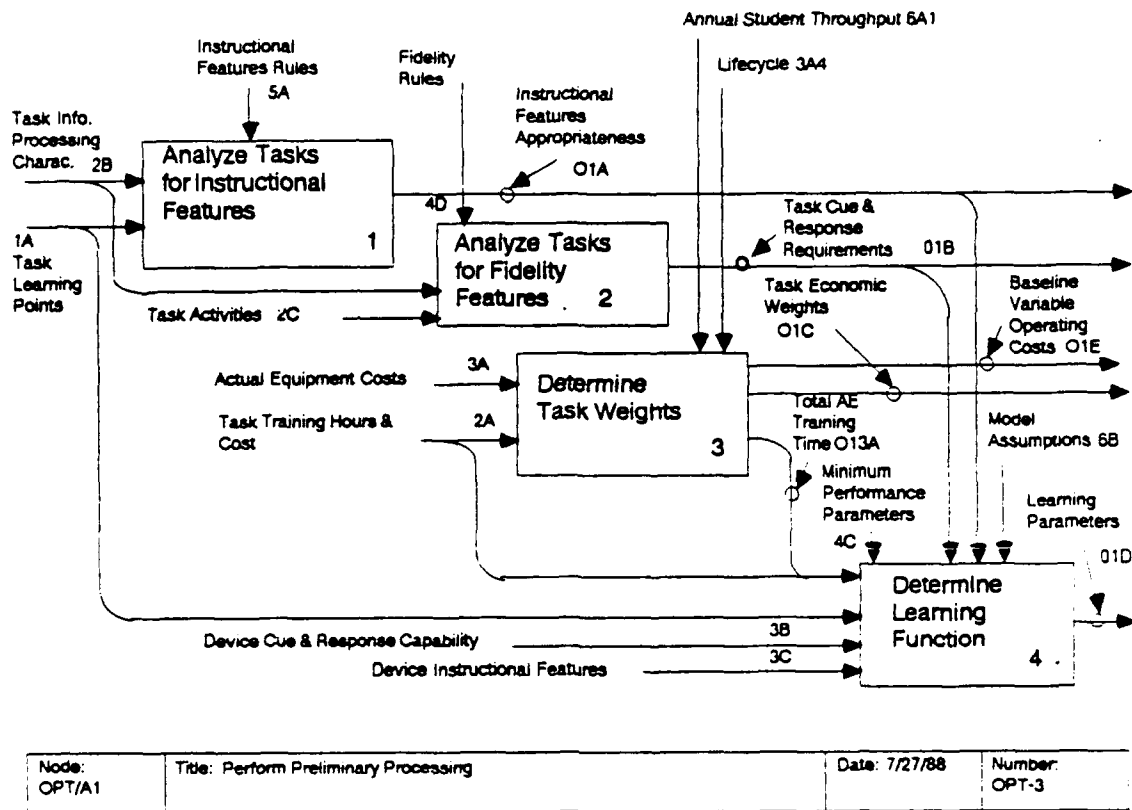 Annual Student Throughput 6A1
Lifecycle 3A4
Instructional
Features Rules
5A
Fidelity
Rules
Instructional
Features
Appropriateness
O1A
Task Info.
Processing
Charac. 2B
Analyze Tasks
for Instructional
Features
1
1A
Task
Learning
Points
4D
Analyze Tasks
for Fidelity
Features
2
Task Activities 2C
Task Cue &
Response
Requirements
01B
Task Economic
Weights
O1C
Baseline
Variable
Operating
Costs O1E
Actual Equipment Costs
3A
Task Training Hours &
Cost
2A
Determine
Task Weights
3
Total AE
Training
Time O13A
Minimum
Performance
Parameters
4C
Model
Assumptions 6B
Learning
Parameters
01D
Determine
Learning
Function
4
Device Cue & Response Capability
3B
Device Instructional Features
3C
Node:
OPT/A1
Title: Perform Preliminary Processing
Date: 7/27/88
Number:
OPT-3